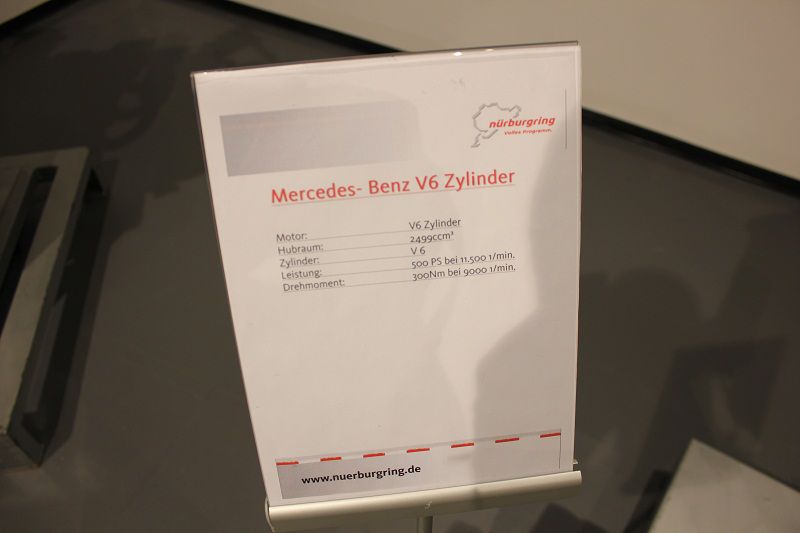 nürburgring
Volles Programm.
Mercedes- Benz V6 Zylinder
Motor: V6 Zylinder
Hubraum: 2499ccm³
Zylinder: V 6
Leistung: 500 PS bei 11.500 1/min.
Drehmoment: 300Nm bei 9000 1/min.
www.nuerburgring.de